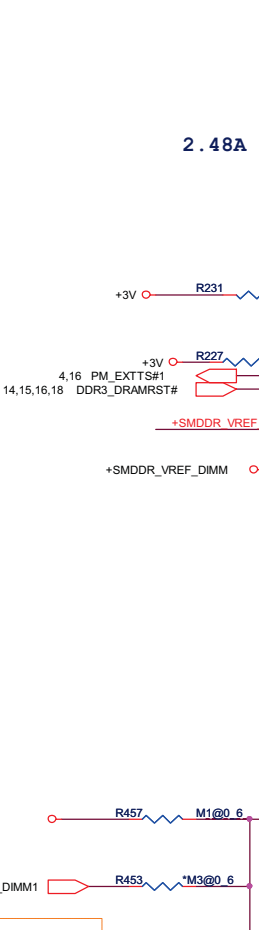 2.48A
R231
+3V
R227
+3V
4,16 PM_EXTTS#1
14,15,16,18 DDR3_DRAMRST#
+SMDDR_VREF
+SMDDR_VREF_DIMM
R457 M1@0_6
_DIMM1 R453 *M3@0_6